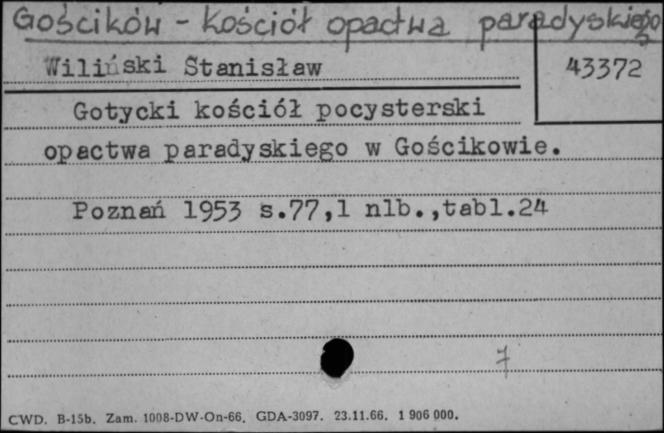 Gościków - kościół opactwa paradyskiego
Wiliński Stanisław
43372
Gotycki kościół pocysterski
opactwa paradyskiego w Gościkowie.
Poznań 1953 s.77,1 nlb.,tabl.24
7
CWD. B-15b. Zam. 1008-DW-On-66. GDA-3097. 23.11.66. 1 906 000.